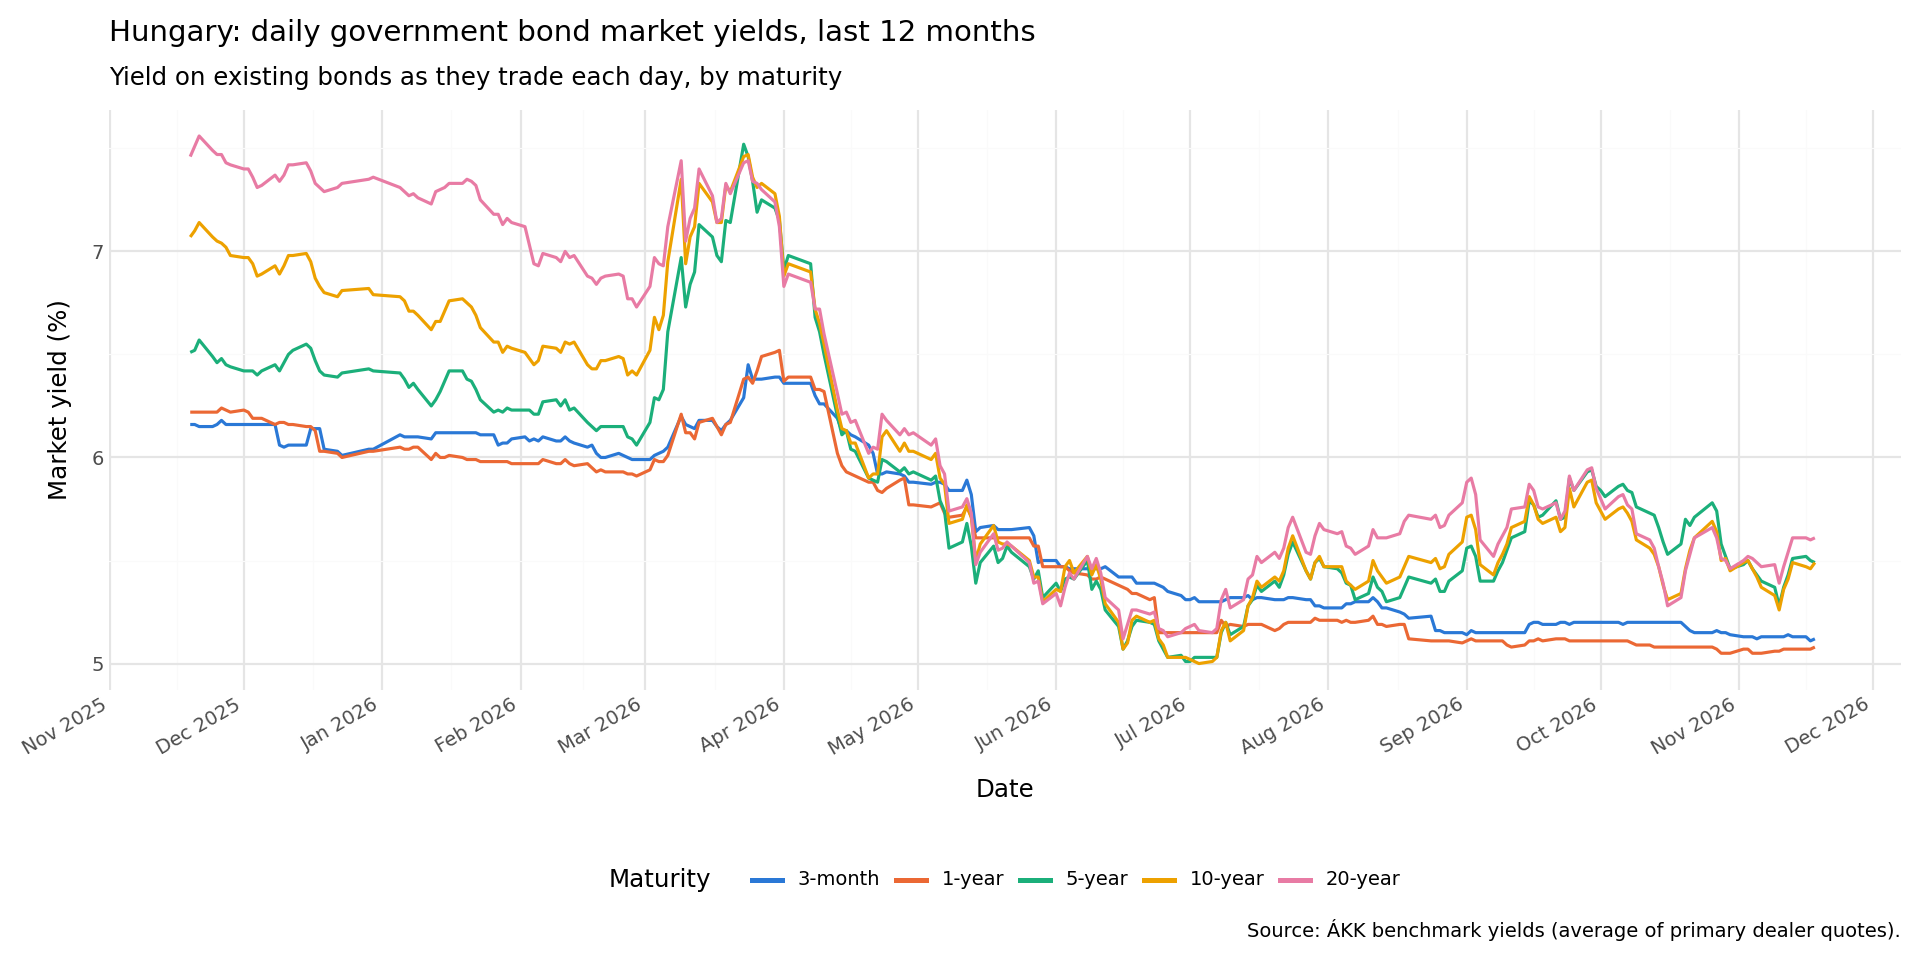 Hungary: daily government bond market yields, last 12 months
Yield on existing bonds as they trade each day, by maturity
Market yield (%)
7
6
5
Nov 2025
Dec 2025
Jan 2026
Feb 2026
Mar 2026
Apr 2026
May 2026
Jun 2026
Jul 2026
Aug 2026
Sep 2026
Oct 2026
Nov 2026
Dec 2026
Date
Maturity 3-month 1-year 5-year 10-year 20-year
Source: ÁKK benchmark yields (average of primary dealer quotes).